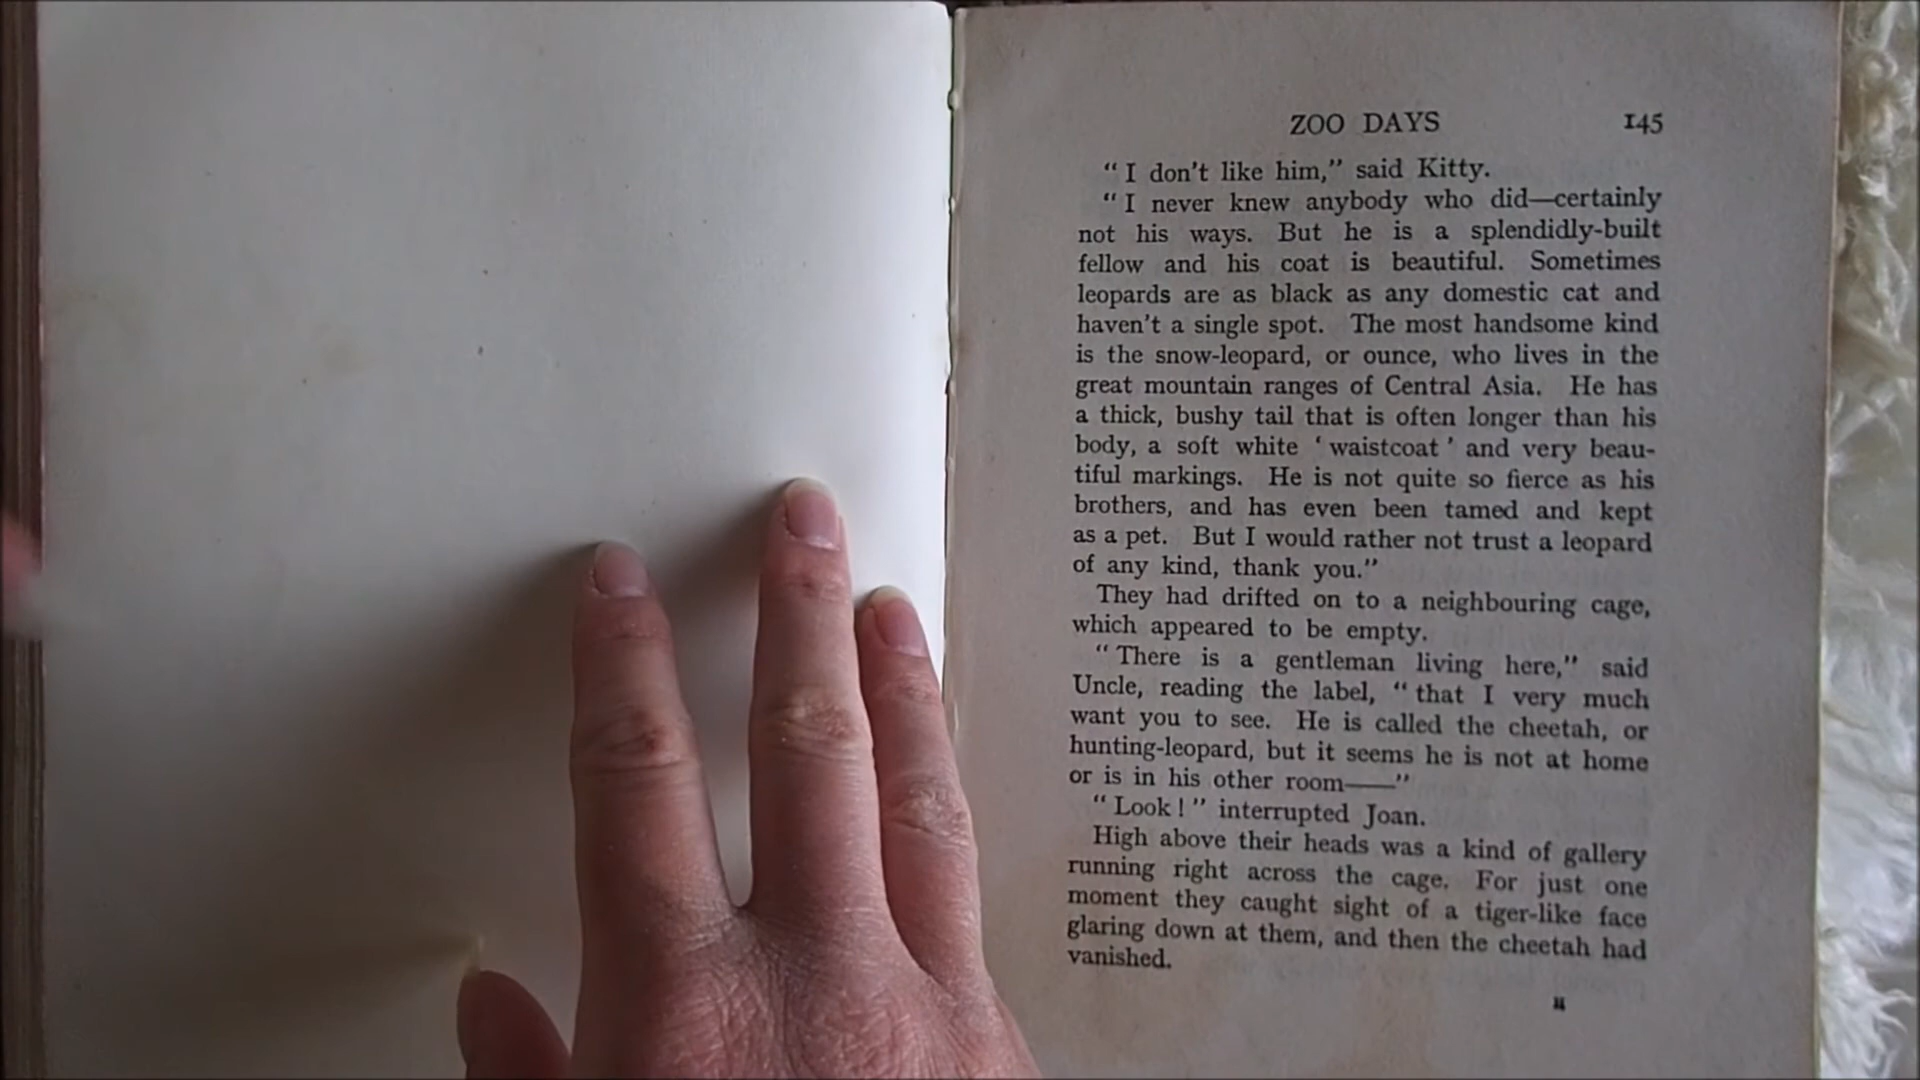 ZOO DAYS 145
“I don’t like him,” said Kitty.
“I never knew anybody who did—certainly
not his ways. But he is a splendidly-built
fellow and his coat is beautiful. Sometimes
leopards are as black as any domestic cat and
haven’t a single spot. The most handsome kind
is the snow-leopard, or ounce, who lives in the
great mountain ranges of Central Asia. He has
a thick, bushy tail that is often longer than his
body, a soft white ‘waistcoat’ and very beau-
tiful markings. He is not quite so fierce as his
brothers, and has even been tamed and kept
as a pet. But I would rather not trust a leopard
of any kind, thank you.”
They had drifted on to a neighbouring cage,
which appeared to be empty.
“There is a gentleman living here,” said
Uncle, reading the label, “that I very much
want you to see. He is called the cheetah, or
hunting-leopard, but it seems he is not at home
or is in his other room——”
“Look!” interrupted Joan.
High above their heads was a kind of gallery
running right across the cage. For just one
moment they caught sight of a tiger-like face
glaring down at them, and then the cheetah had
vanished.